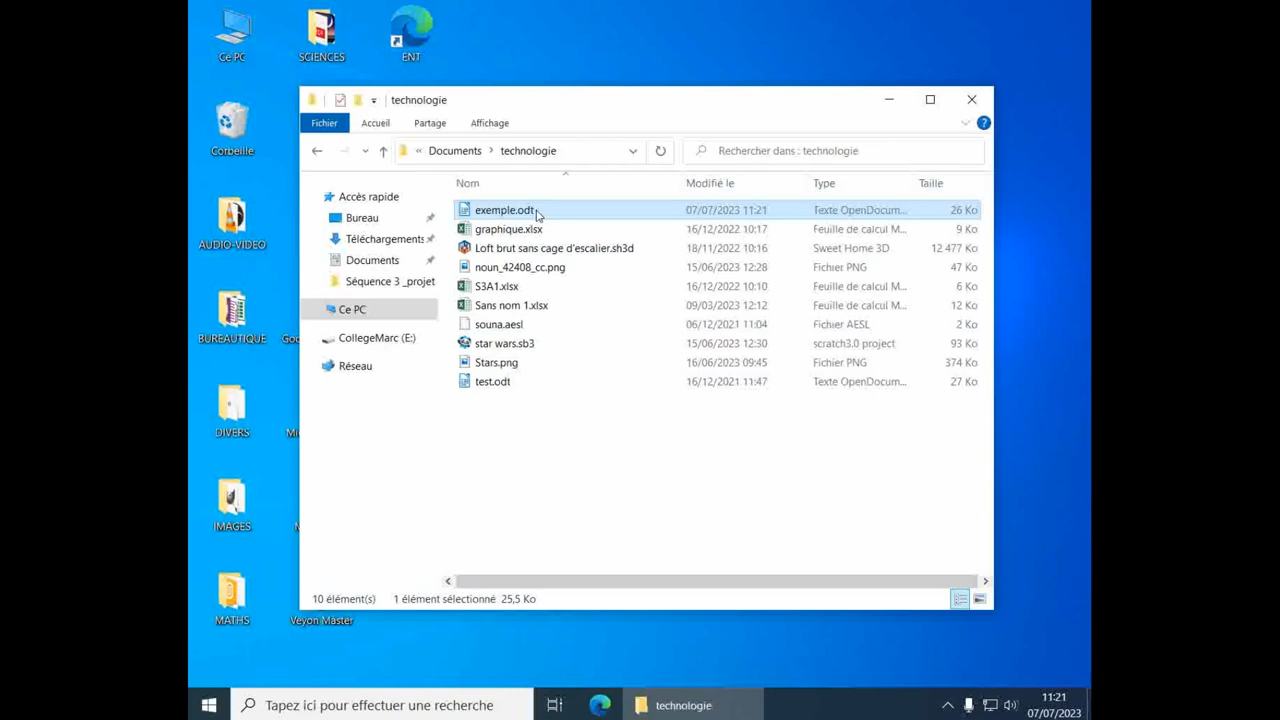 Ce PC
SCIENCES
ENT
technologie
Fichier
Accueil
Partage
Affichage
« Documents > technologie
Rechercher dans : technologie
Corbeille
Nom
Modifié le
Type
Taille
Accès rapide
Bureau
Téléchargements
Documents
Séquence 3 _projet
Ce PC
CollegeMarc (E:)
Réseau
exemple.odt 07/07/2023 11:21 Texte OpenDocum... 26 Ko
graphique.xlsx 16/12/2022 10:17 Feuille de calcul M... 9 Ko
Loft brut sans cage d'escalier.sh3d 18/11/2022 10:16 Sweet Home 3D 12 477 Ko
noun_42408_cc.png 15/06/2023 12:28 Fichier PNG 47 Ko
S3A1.xlsx 16/12/2022 10:10 Feuille de calcul M... 6 Ko
Sans nom 1.xlsx 09/03/2023 12:12 Feuille de calcul M... 12 Ko
souna.aesl 06/12/2021 11:04 Fichier AESL 2 Ko
star wars.sb3 15/06/2023 12:30 scratch3.0 project 93 Ko
Stars.png 16/06/2023 09:45 Fichier PNG 374 Ko
test.odt 16/12/2021 11:47 Texte OpenDocum... 27 Ko
AUDIO-VIDEO
BUREAUTIQUE
Goo
DIVERS
IMAGES
MATHS
Veyon Master
10 élément(s)
1 élément sélectionné 25,5 Ko
Tapez ici pour effectuer une recherche
technologie
11:21
07/07/2023